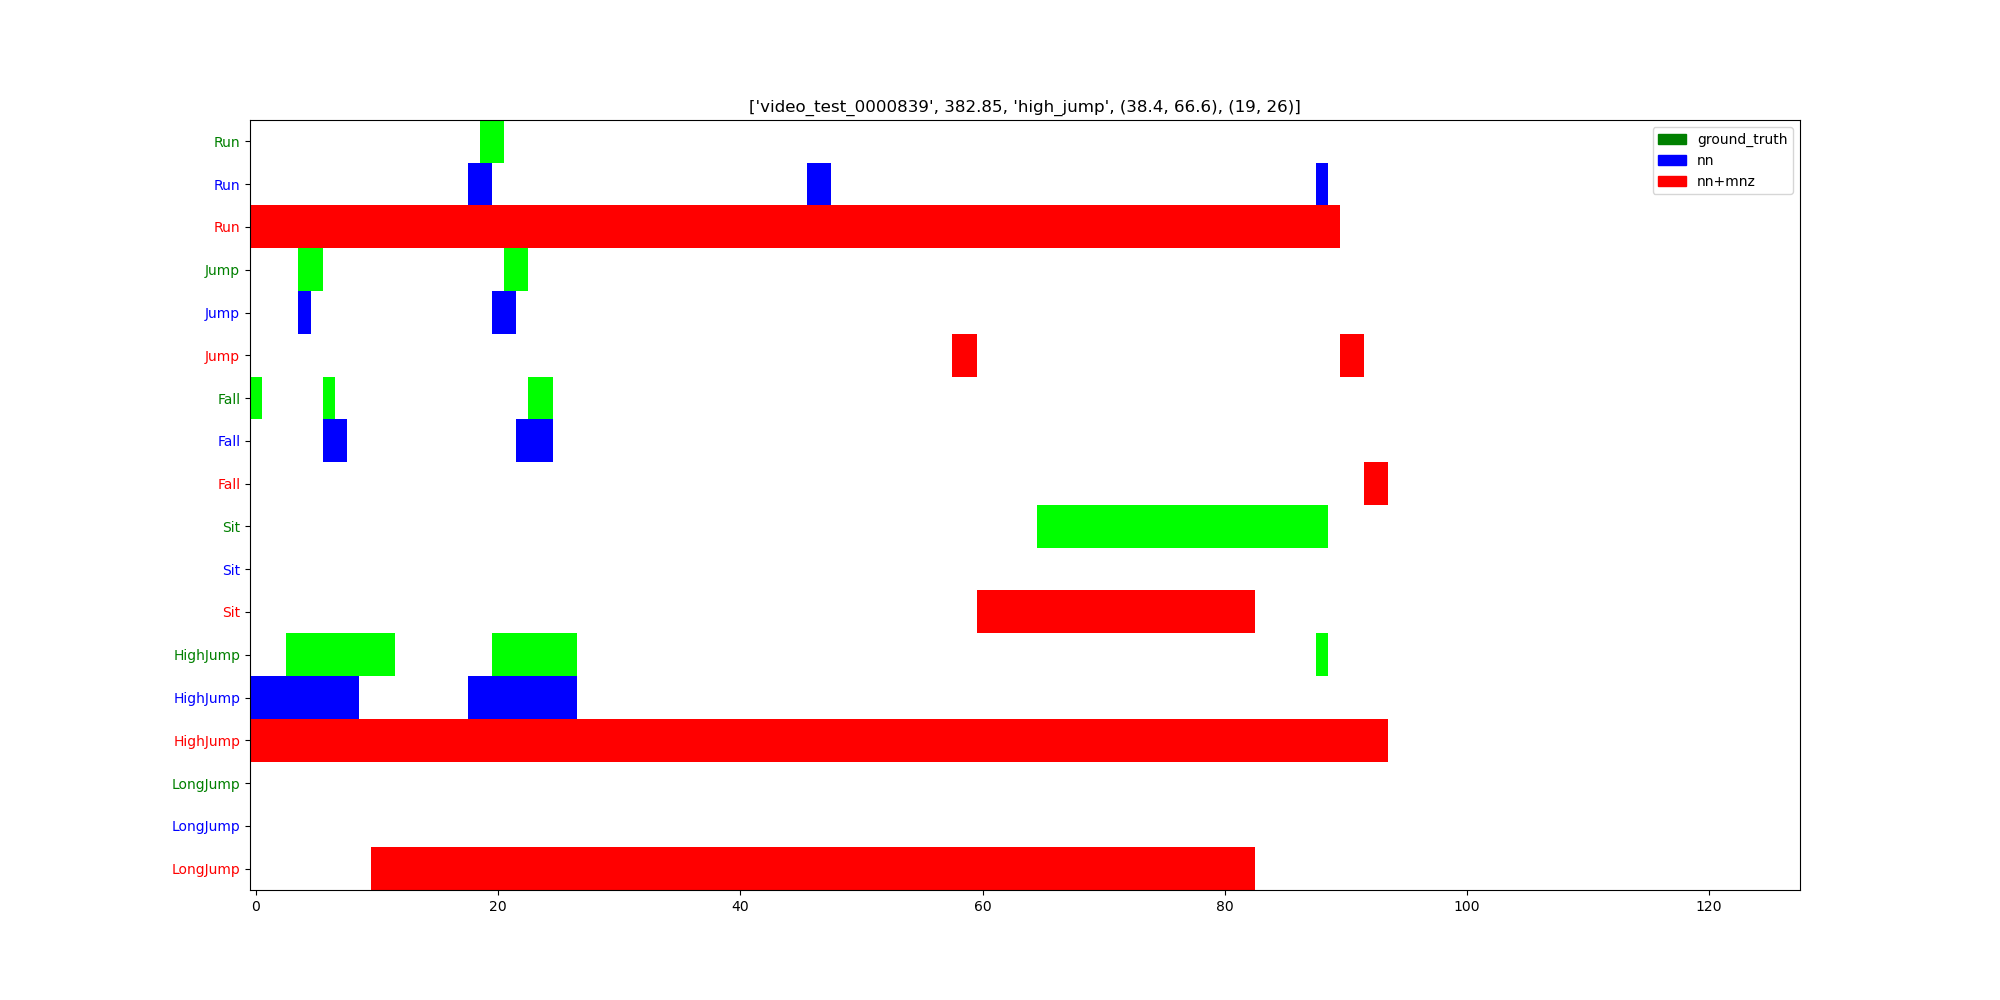 ['video_test_0000839', 382.85, 'high_jump', (38.4, 66.6), (19, 26)]
ground_truth
nn
nn+mnz
Run
Run
Run
Jump
Jump
Jump
Fall
Fall
Fall
Sit
Sit
Sit
HighJump
HighJump
HighJump
LongJump
LongJump
LongJump
0 20 40 60 80 100 120